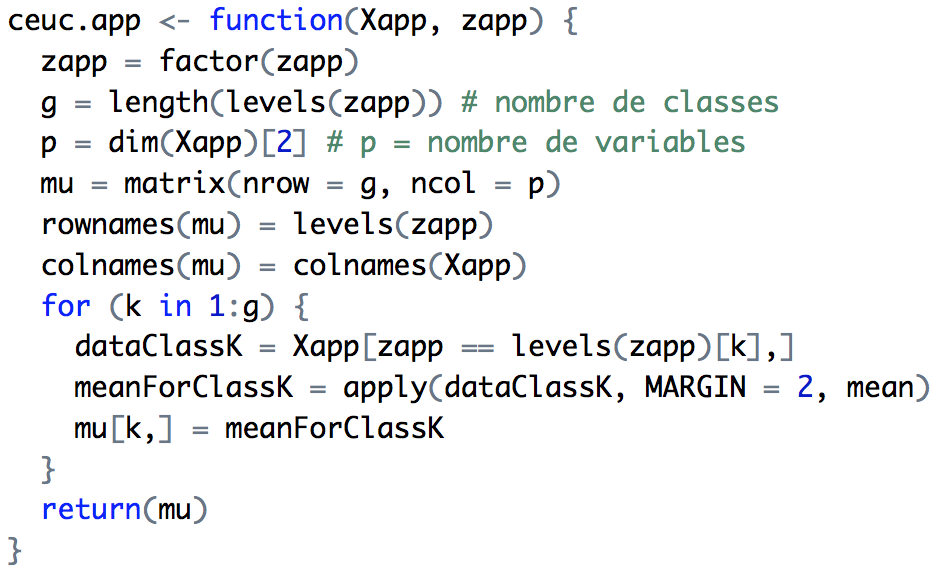 ceuc.app <- function(Xapp, zapp) {
  zapp = factor(zapp)
  g = length(levels(zapp)) # nombre de classes
  p = dim(Xapp)[2] # p = nombre de variables
  mu = matrix(nrow = g, ncol = p)
  rownames(mu) = levels(zapp)
  colnames(mu) = colnames(Xapp)
  for (k in 1:g) {
    dataClassK = Xapp[zapp == levels(zapp)[k],]
    meanForClassK = apply(dataClassK, MARGIN = 2, mean)
    mu[k,] = meanForClassK
  }
  return(mu)
}